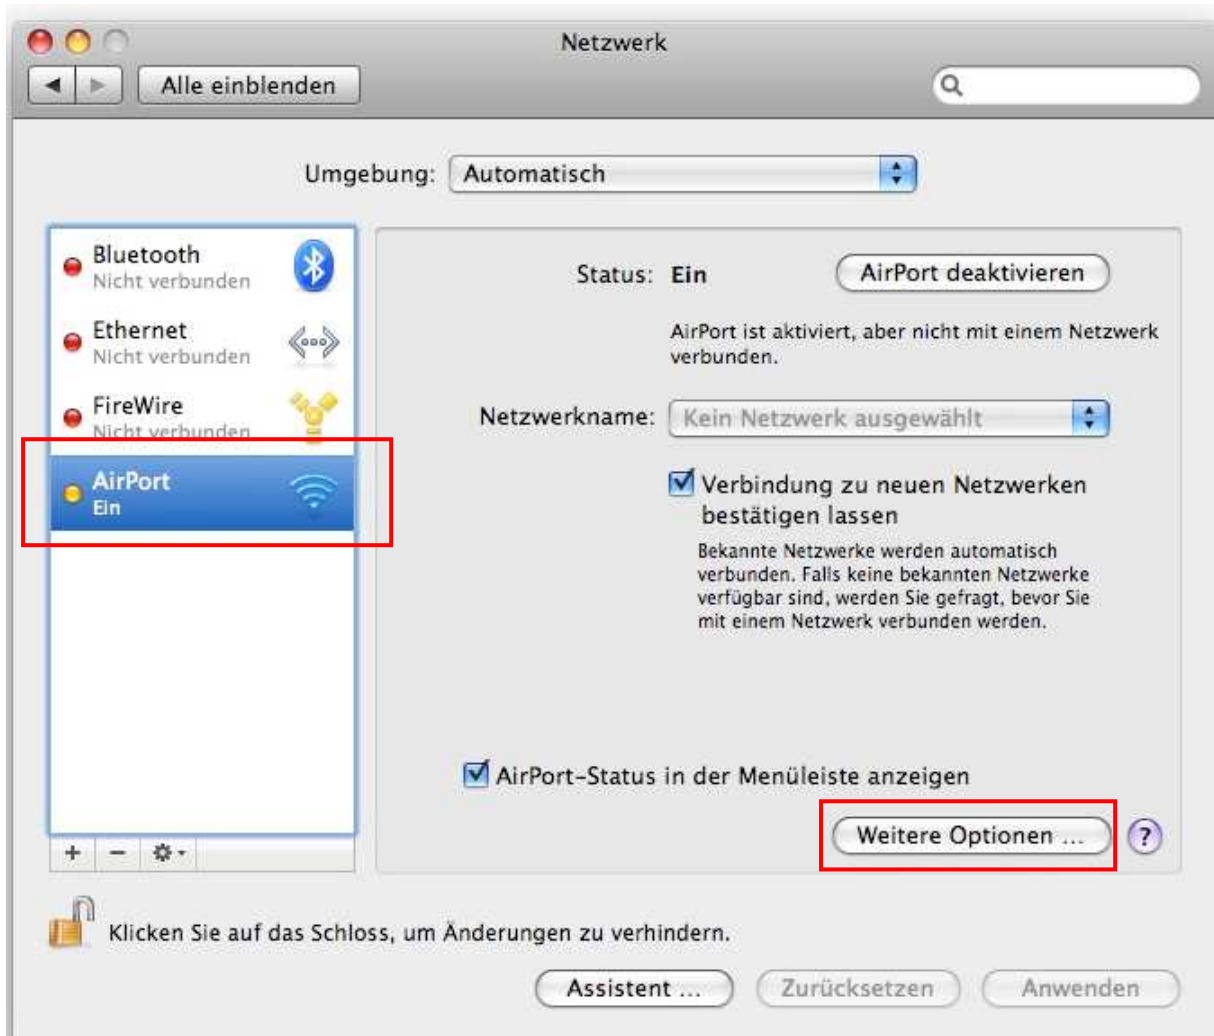 Netzwerk
Alle einblenden
Umgebung: Automatisch
Bluetooth
Nicht verbunden
Ethernet
Nicht verbunden
FireWire
Nicht verbunden
AirPort
Ein
Status: Ein AirPort deaktivieren
AirPort ist aktiviert, aber nicht mit einem Netzwerk
verbunden.
Netzwerkname: Kein Netzwerk ausgewählt
Verbindung zu neuen Netzwerken
bestätigen lassen
Bekannte Netzwerke werden automatisch
verbunden. Falls keine bekannten Netzwerke
verfügbar sind, werden Sie gefragt, bevor Sie
mit einem Netzwerk verbunden werden.
AirPort-Status in der Menüleiste anzeigen
Weitere Optionen ... ?
Klicken Sie auf das Schloss, um Änderungen zu verhindern.
Assistent ... Zurücksetzen Anwenden